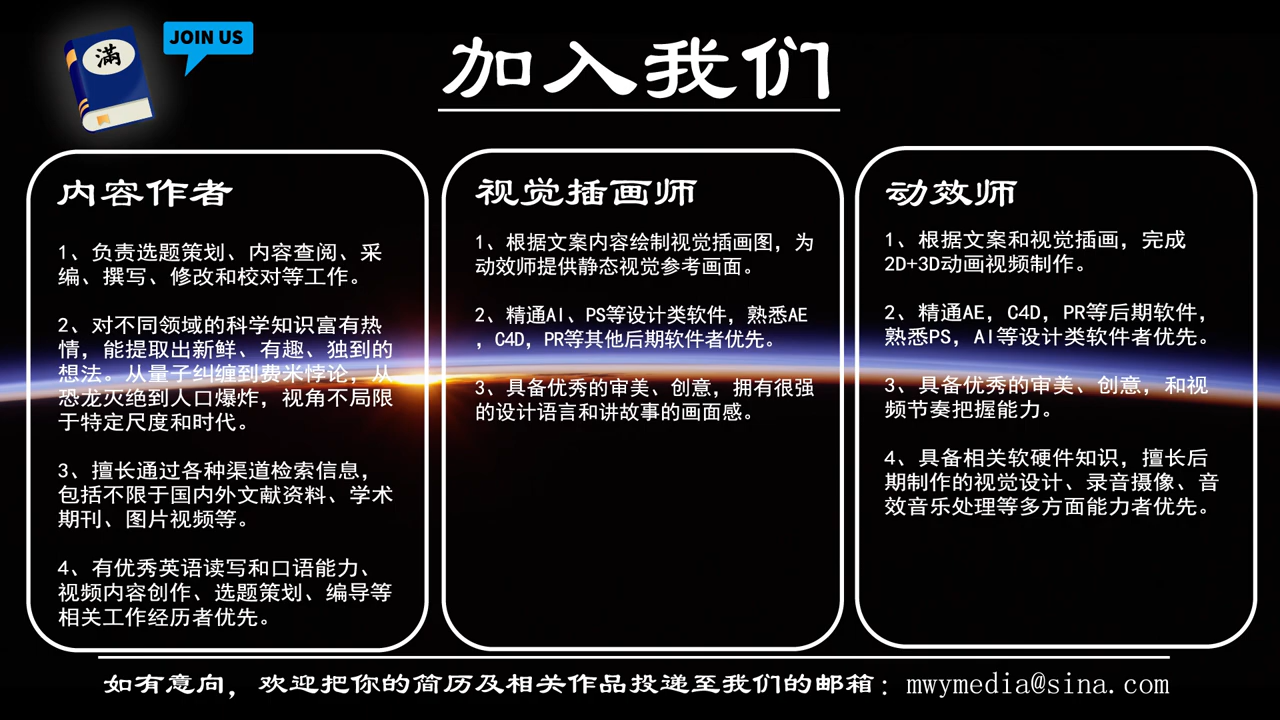 滿
JOIN US
加入我们
内容作者
1、负责选题策划、内容查阅、采
编、撰写、修改和校对等工作。
2、对不同领域的科学知识富有热
情，能提取出新鲜、有趣、独到的
想法。从量子纠缠到费米悖论，从
恐龙灭绝到人口爆炸，视角不局限
于特定尺度和时代。
3、擅长通过各种渠道检索信息，
包括不限于国内外文献资料、学术
期刊、图片视频等。
4、有优秀英语读写和口语能力、
视频内容创作、选题策划、编导等
相关工作经历者优先。
视觉插画师
1、根据文案内容绘制视觉插画图，为
动效师提供静态视觉参考画面。
2、精通AI、PS等设计类软件，熟悉AE
，C4D，PR等其他后期软件者优先。
3、具备优秀的审美、创意，拥有很强
的设计语言和讲故事的画面感。
动效师
1、根据文案和视觉插画，完成
2D+3D动画视频制作。
2、精通AE，C4D，PR等后期软件，
熟悉PS，AI等设计类软件者优先。
3、具备优秀的审美、创意，和视
频节奏把握能力。
4、具备相关软硬件知识，擅长后
期制作的视觉设计、录音摄像、音
效音乐处理等多方面能力者优先。
如有意向，欢迎把你的简历及相关作品投递至我们的邮箱：mwymedia@sina.com